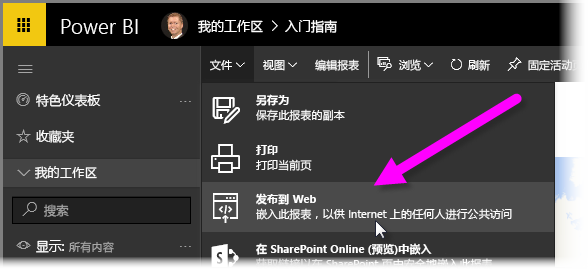 Power BI
我的工作区 > 入门指南
文件 视图 编辑报表 浏览 刷新 固定活动
特色仪表板 ...
收藏夹
我的工作区
搜索
显示: 所有内容
另存为
保存此报表的副本
打印
打印当前页
发布到 Web
嵌入此报表，以供 Internet 上的任何人进行公共访问
在 SharePoint Online (预览)中嵌入